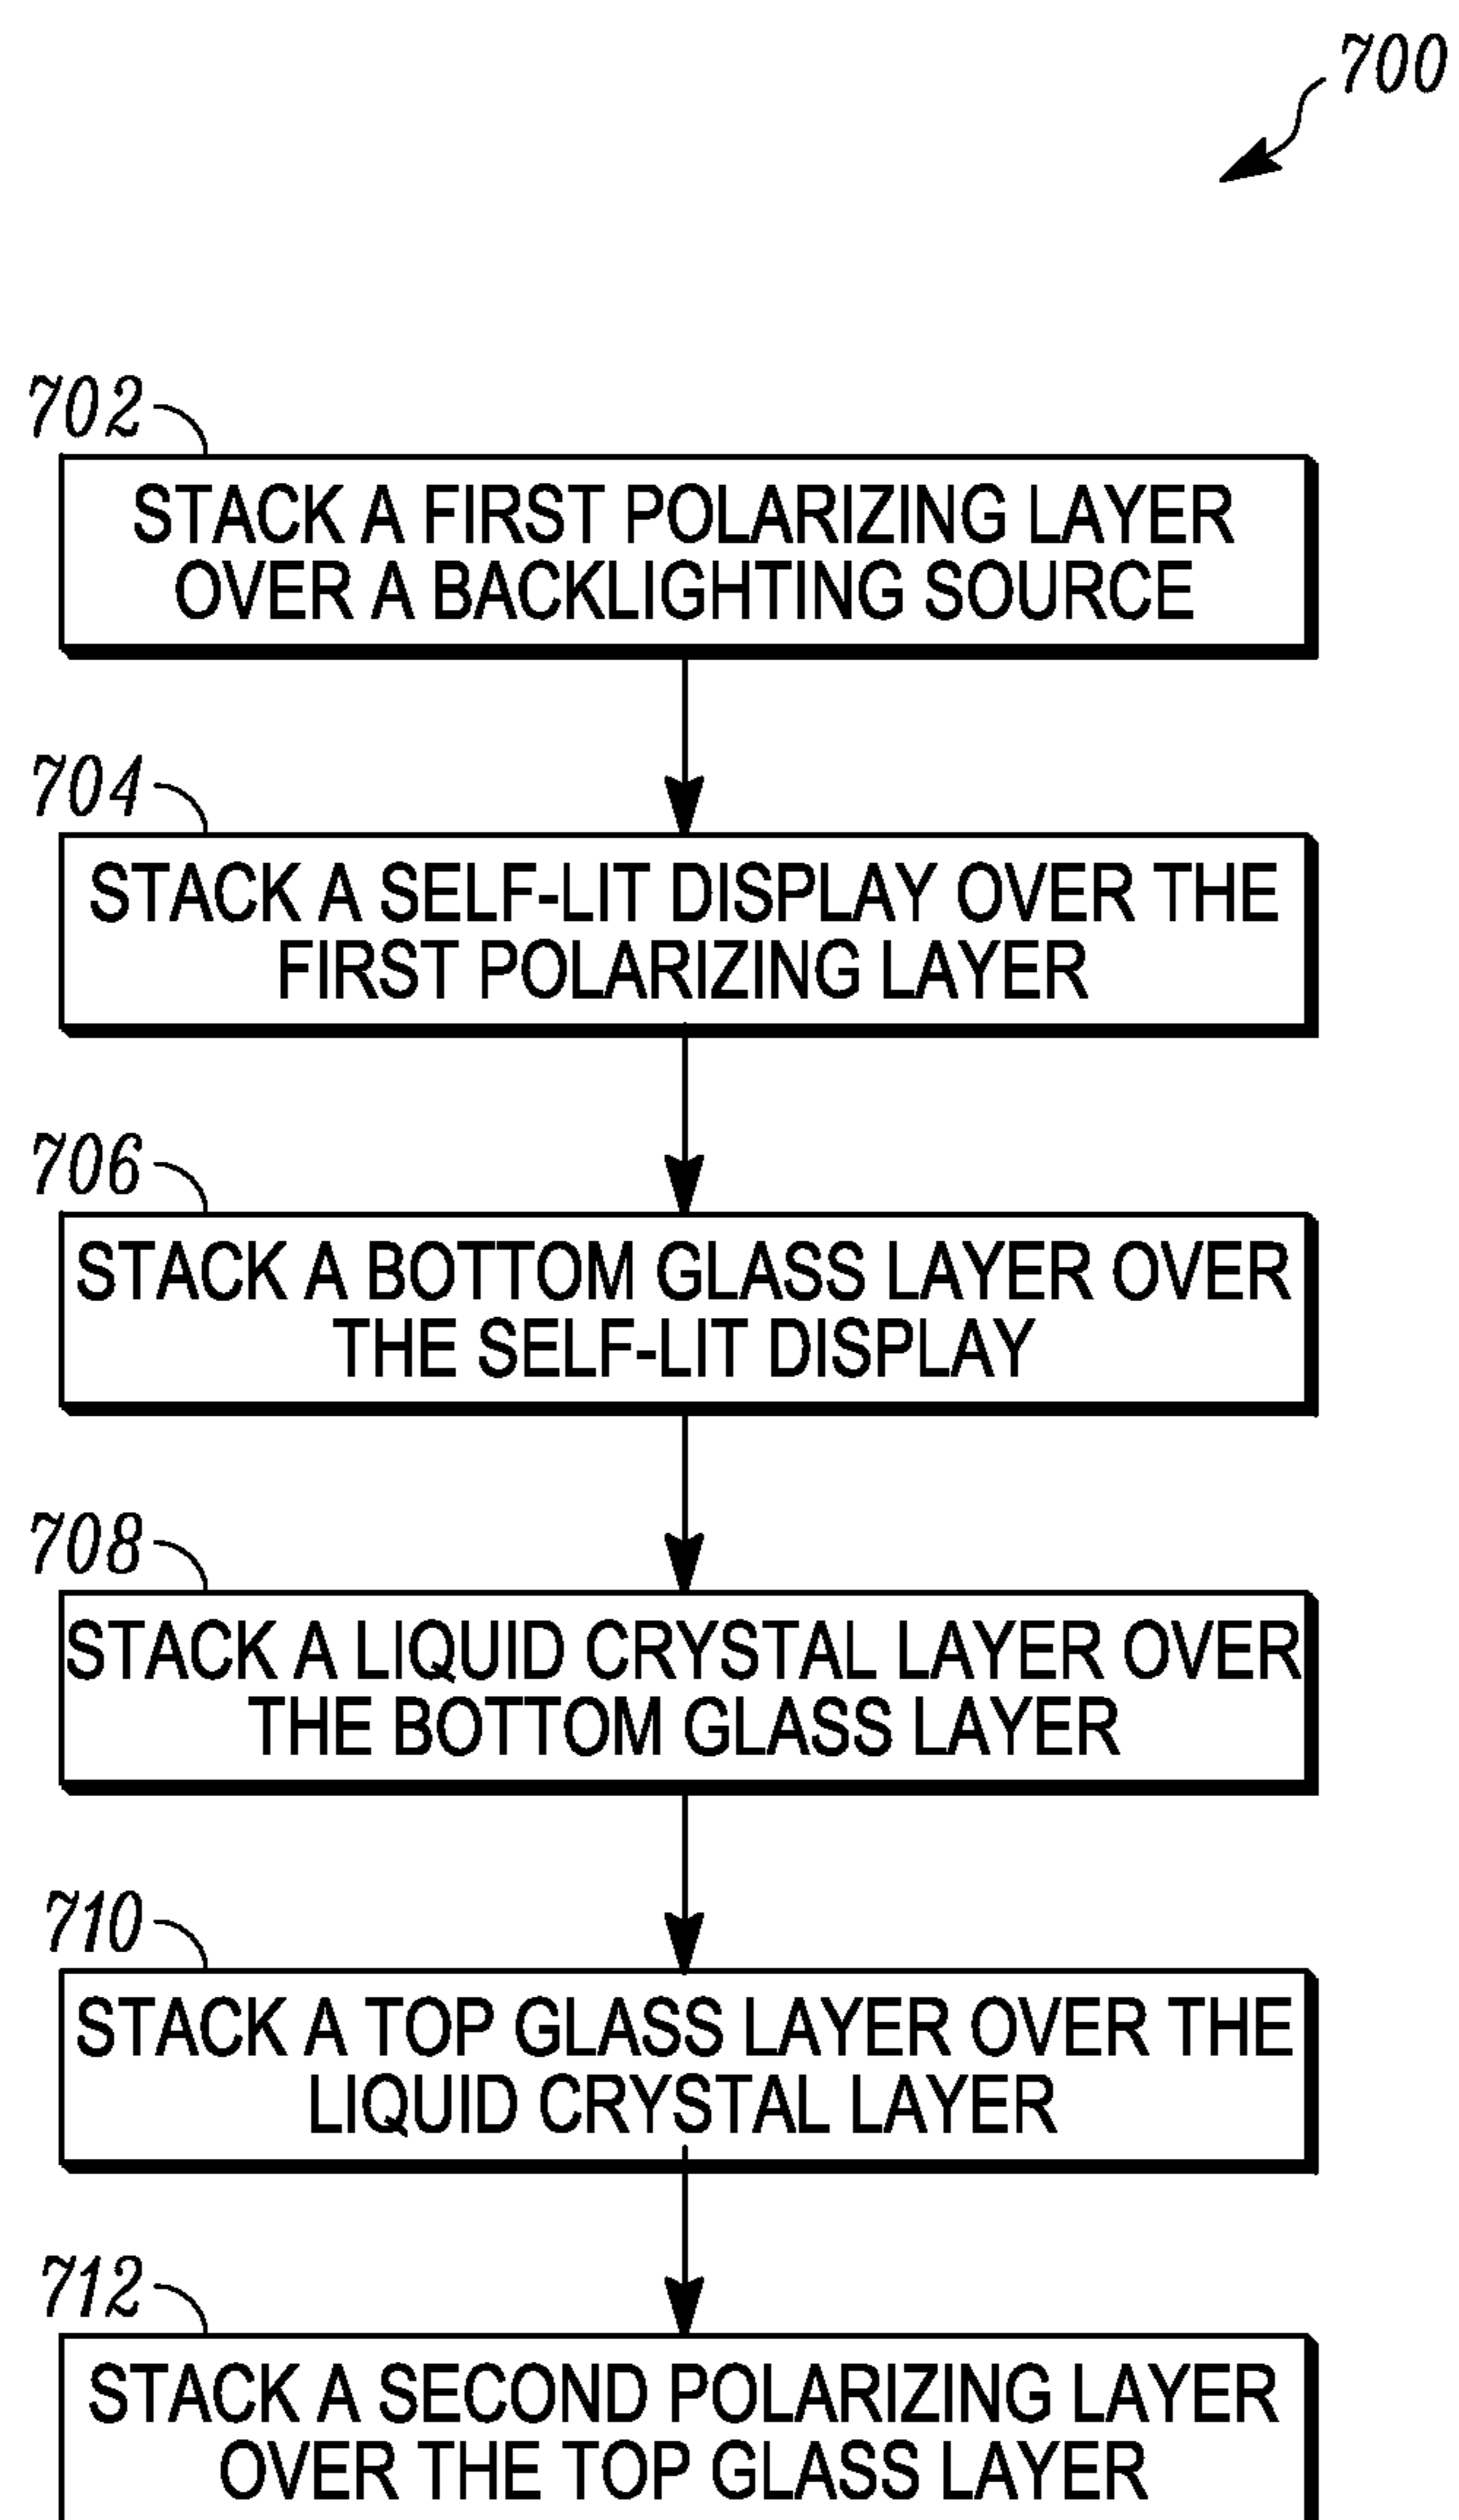 700
702
STACK A FIRST POLARIZING LAYER
OVER A BACKLIGHTING SOURCE
704
STACK A SELF-LIT DISPLAY OVER THE
FIRST POLARIZING LAYER
706
STACK A BOTTOM GLASS LAYER OVER
THE SELF-LIT DISPLAY
708
STACK A LIQUID CRYSTAL LAYER OVER
THE BOTTOM GLASS LAYER
710
STACK A TOP GLASS LAYER OVER THE
LIQUID CRYSTAL LAYER
712
STACK A SECOND POLARIZING LAYER
OVER THE TOP GLASS LAYER